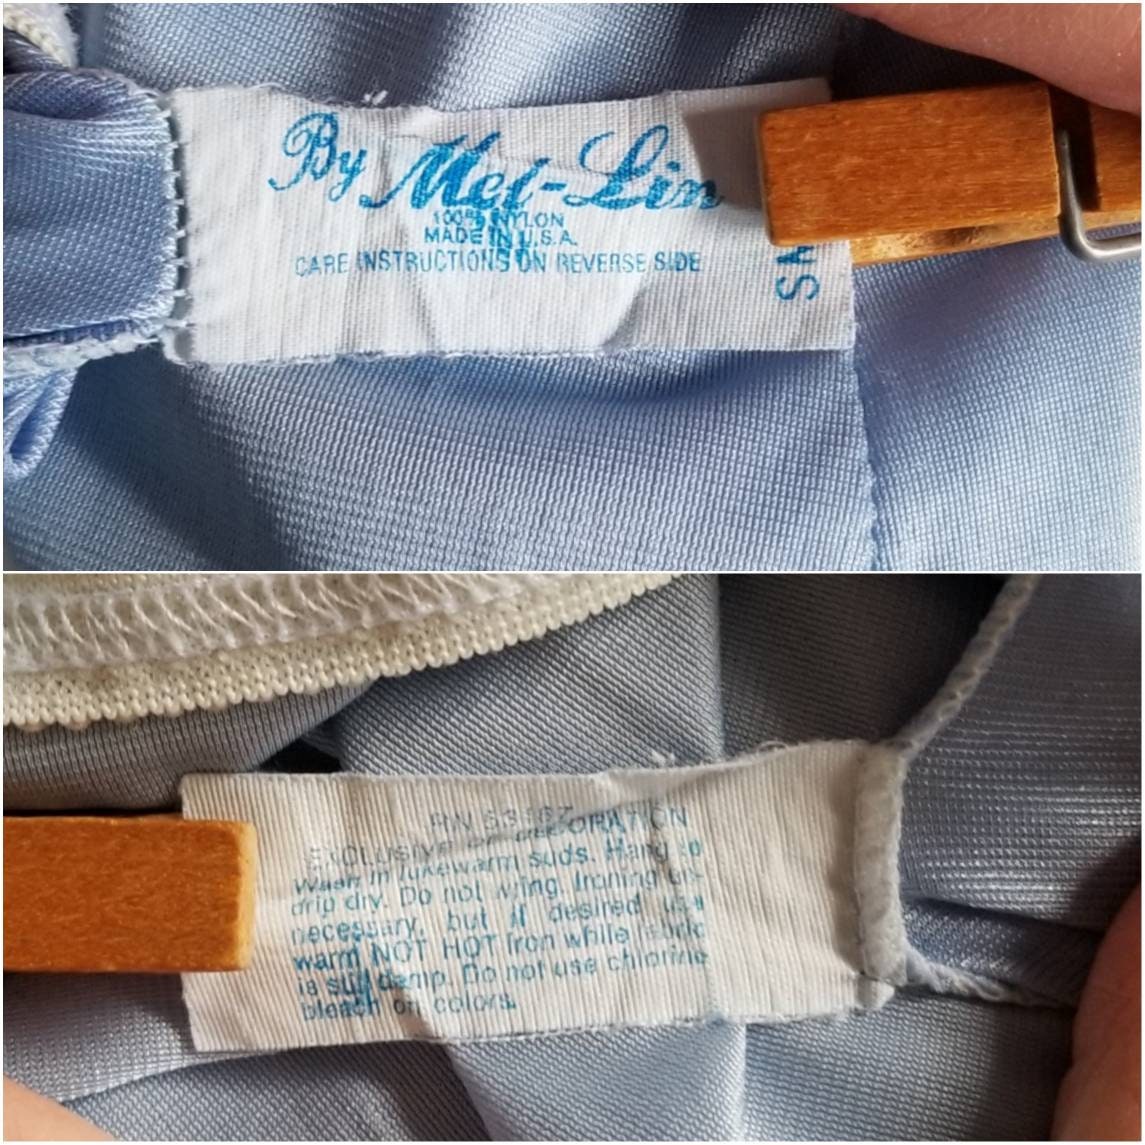 By Mel-Lin
100% NYLON
MADE IN U.S.A.
CARE INSTRUCTIONS ON REVERSE SIDE
RN
EXCLUSIVE OF DECORATION
Wash in lukewarm suds. Hang to
drip dry. Do not wring. Ironing un-
necessary, but if desired use
warm NOT HOT Iron while fabric
is still damp. Do not use chlorine
bleach on colors.